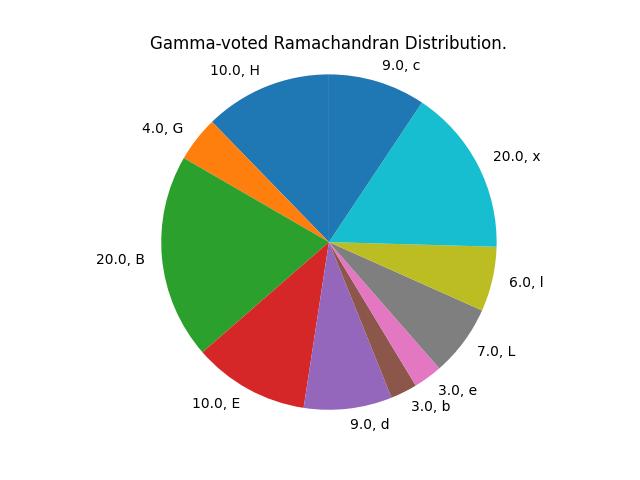 Gamma-voted Ramachandran Distribution.
10.0, H
9.0, c
4.0, G
20.0, x
20.0, B
6.0, l
7.0, L
3.0, e
10.0, E
3.0, b
9.0, d